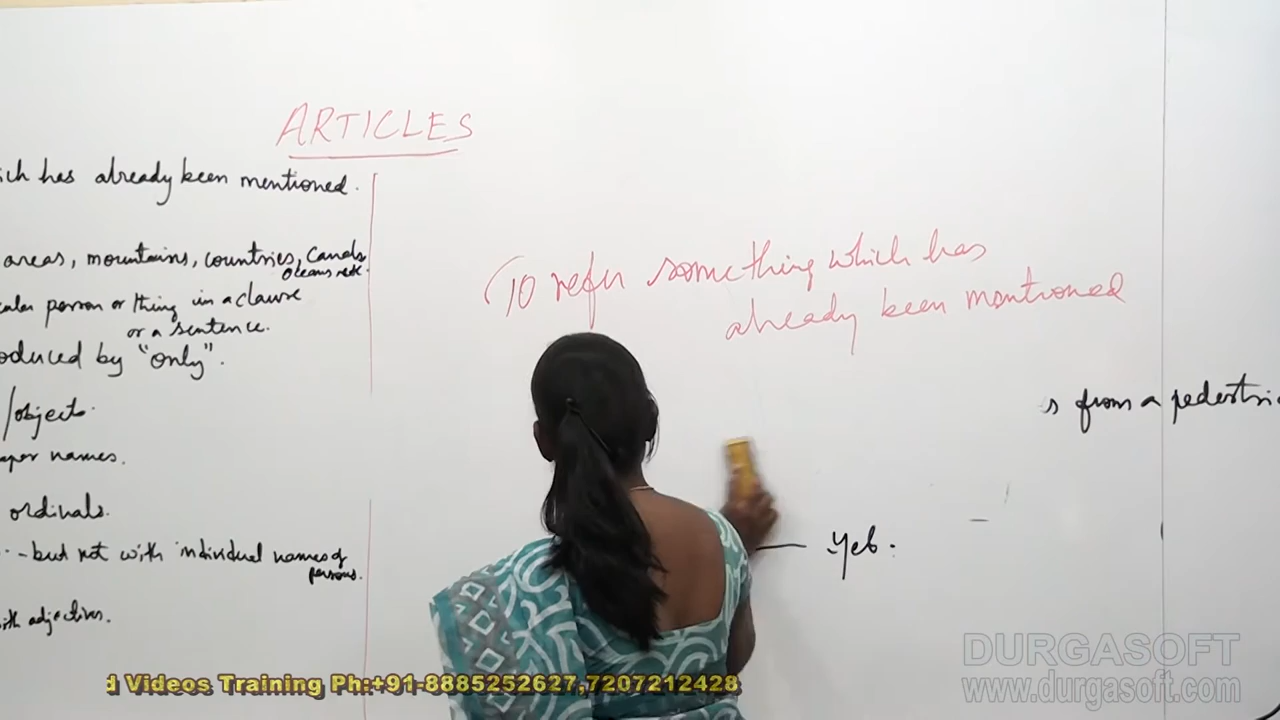 ARTICLES
ich has already been mentioned.
areas, mountains, countries, canals
oceans etc.
cular person or thing in a clause
or a sentence.
oduced by "only".
/objects.
oper names.
ordinals.
-but not with individual names of
persons.
ith adjectives.
To refer something which has
already been mentioned
s from a pedestri
DURGASOFT
www.durgasoft.com
d Videos Training Ph:+91-8885252627,7207212428